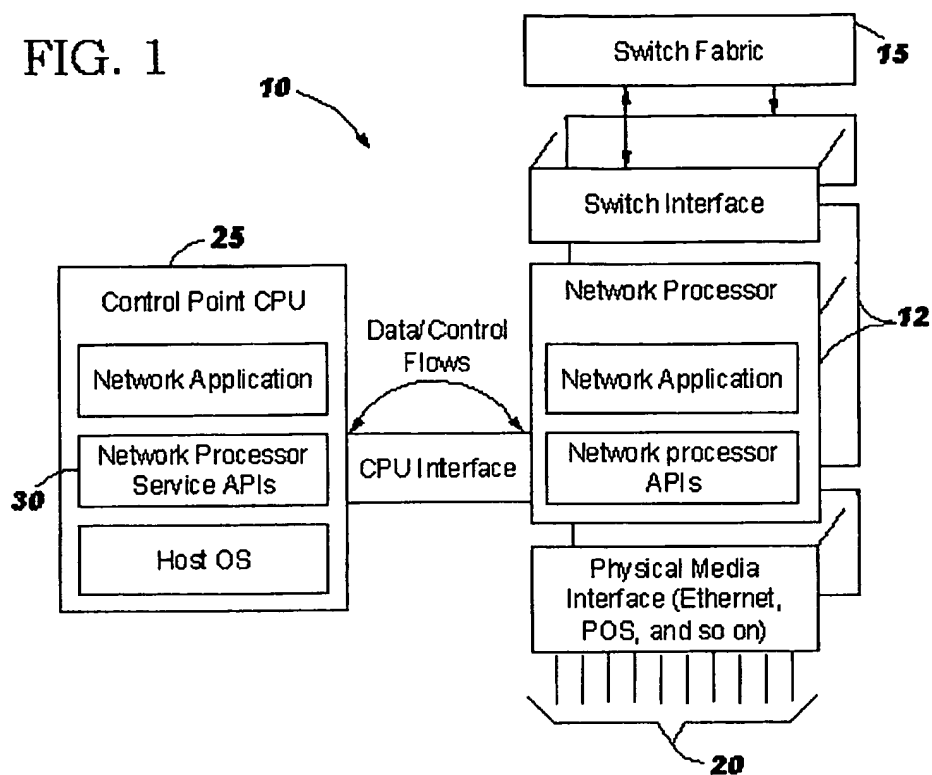 FIG. 1
10
Switch Fabric
15
Switch Interface
12
25
Control Point CPU
Network Application
30
Network Processor
Service APIs
Host OS
Data/Control
Flows
CPU Interface
Network Processor
Network Application
Network processor
APIs
Physical Media
Interface (Ethernet,
POS, and so on)
20